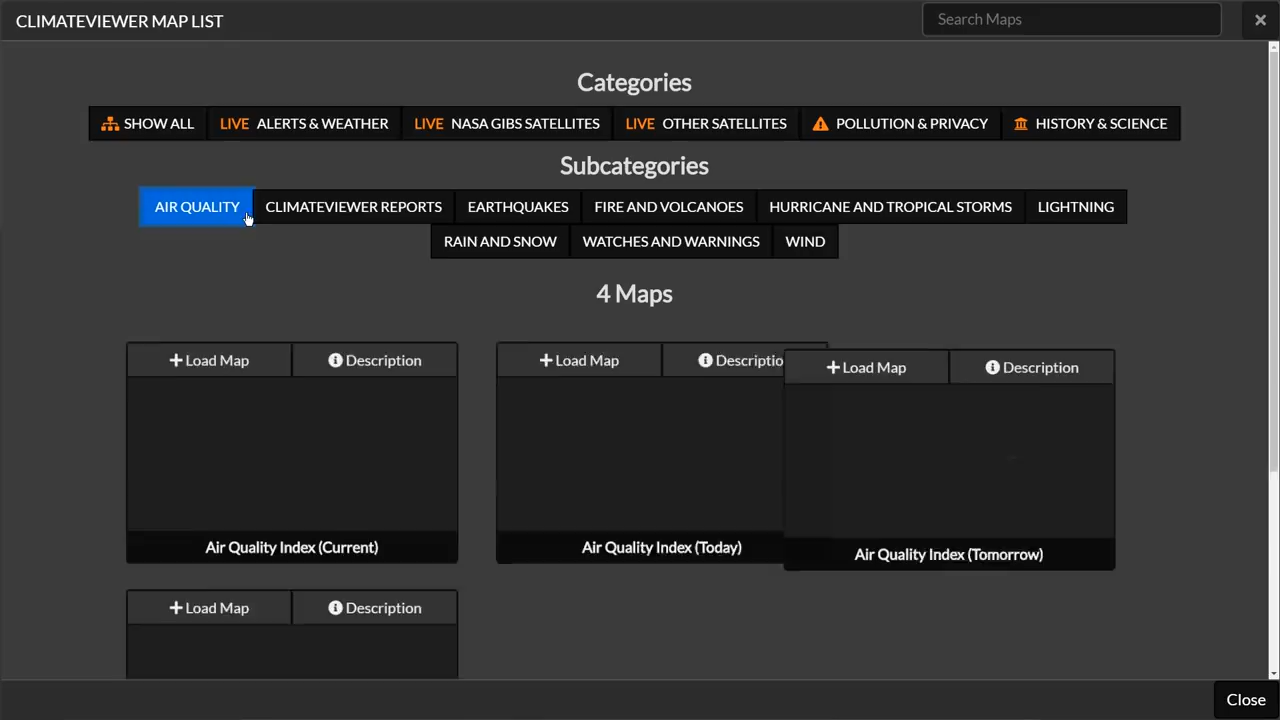 CLIMATEVIEWER MAP LIST
Search Maps
×
Categories
SHOW ALL
LIVE ALERTS & WEATHER
LIVE NASA GIBS SATELLITES
LIVE OTHER SATELLITES
POLLUTION & PRIVACY
HISTORY & SCIENCE
Subcategories
AIR QUALITY
CLIMATEVIEWER REPORTS
EARTHQUAKES
FIRE AND VOLCANOES
HURRICANE AND TROPICAL STORMS
LIGHTNING
RAIN AND SNOW
WATCHES AND WARNINGS
WIND
4 Maps
Load Map
Description
Air Quality Index (Current)
Load Map
Descriptio
Air Quality Index (Today)
Load Map
Description
Air Quality Index (Tomorrow)
Load Map
Description
Close